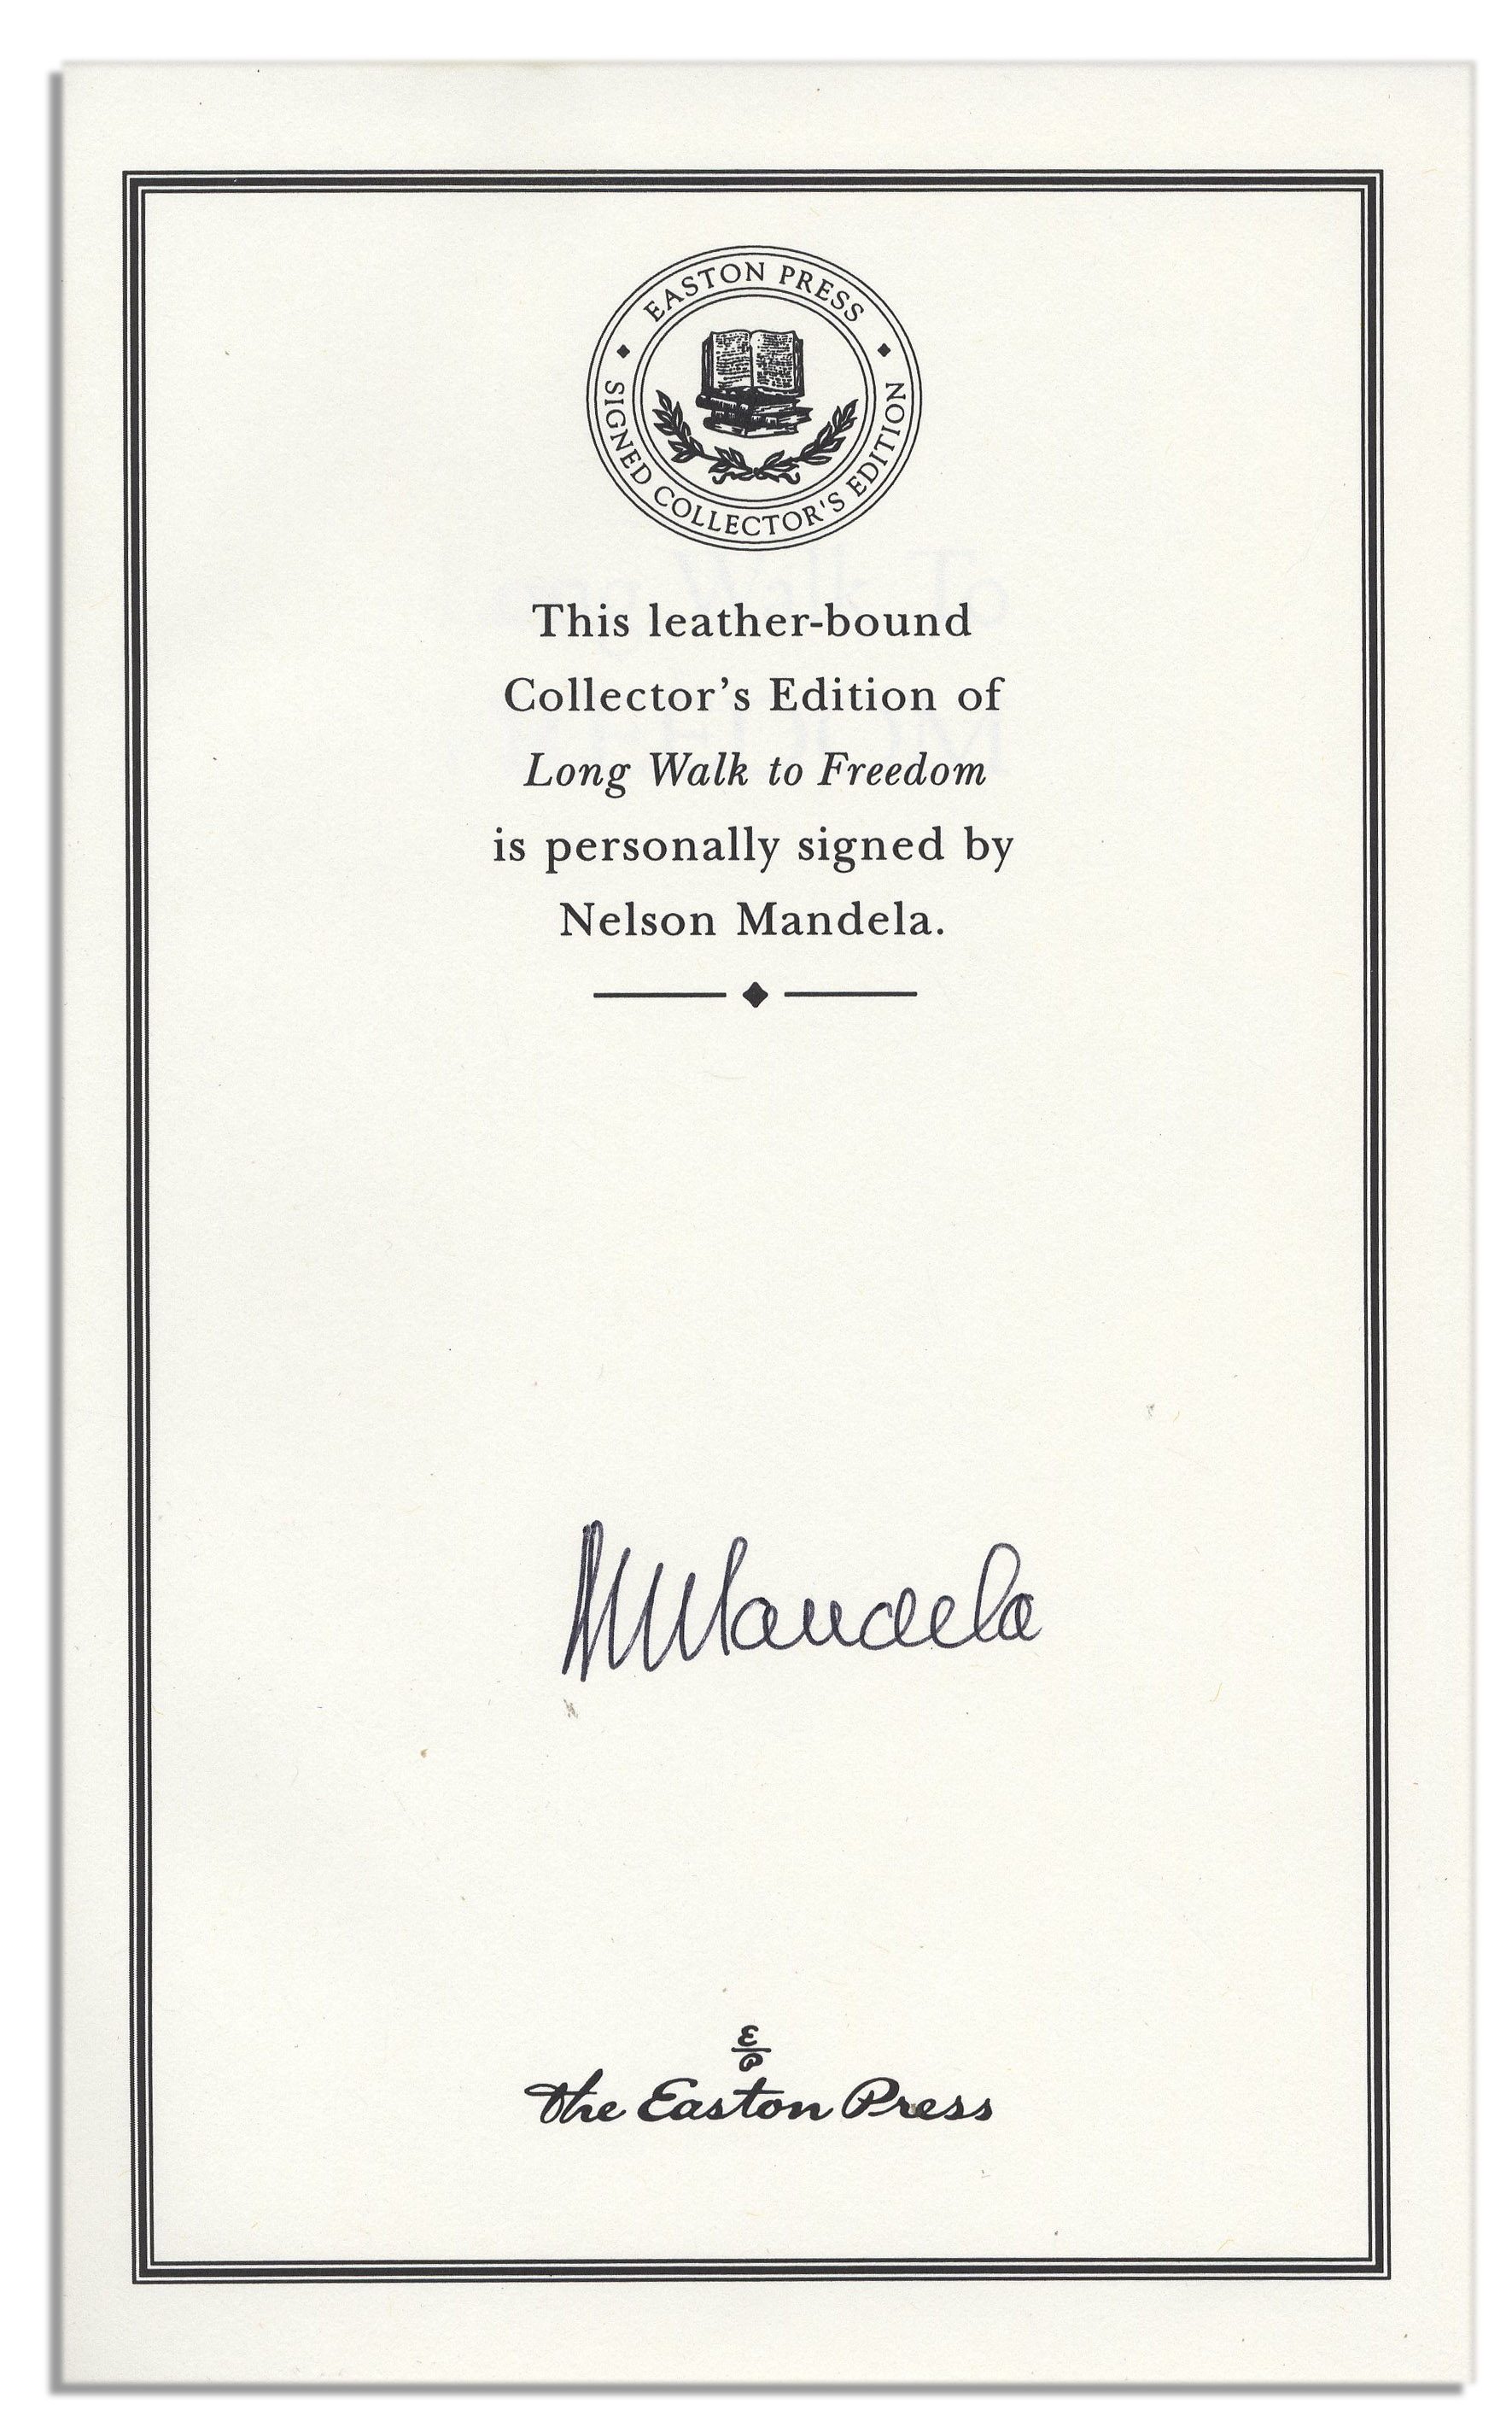 EASTON PRESS
SIGNED COLLECTOR'S EDITION
This leather-bound
Collector’s Edition of
Long Walk to Freedom
is personally signed by
Nelson Mandela.
NMandela
E
P
The Easton Press